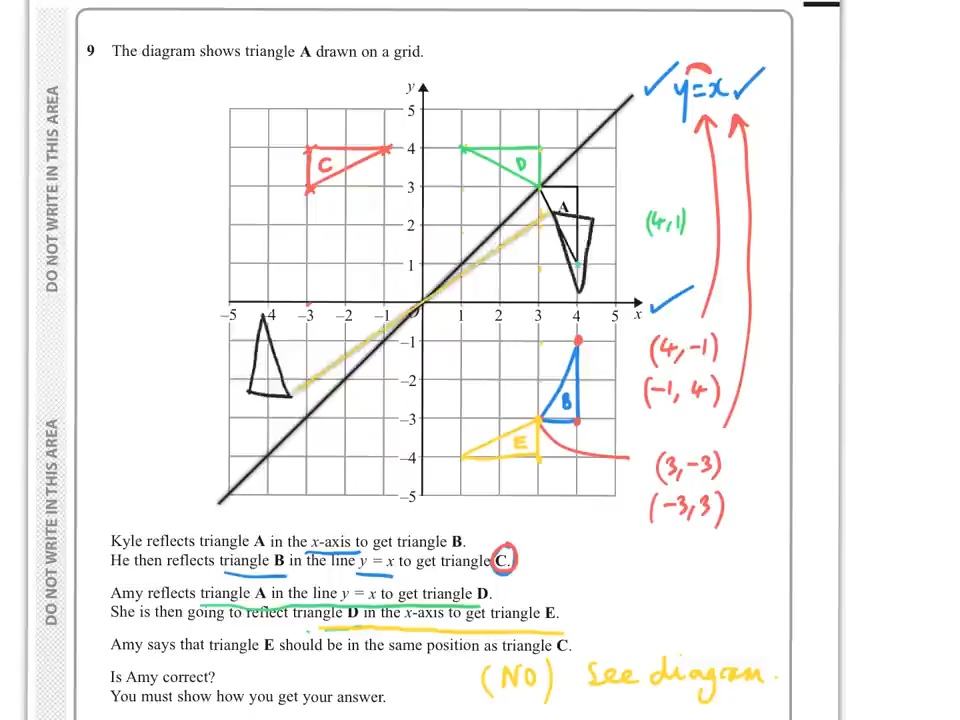 DO NOT WRITE IN THIS AREA
DO NOT WRITE IN THIS AREA
9 The diagram shows triangle A drawn on a grid.
y
5
4
3
2
1
–5 –4 –3 –2 –1 O 1 2 3 4 5 x
–1
–2
–3
–4
–5
C
D
A
B
E
✓ y=x ✓
(4,1)
✓
(4,-1)
(-1, 4)
(3,-3)
(-3,3)
Kyle reflects triangle A in the x-axis to get triangle B.
He then reflects triangle B in the line y = x to get triangle C.
Amy reflects triangle A in the line y = x to get triangle D.
She is then going to reflect triangle D in the x-axis to get triangle E.
Amy says that triangle E should be in the same position as triangle C.
Is Amy correct?
You must show how you get your answer.
(NO) See diagram.